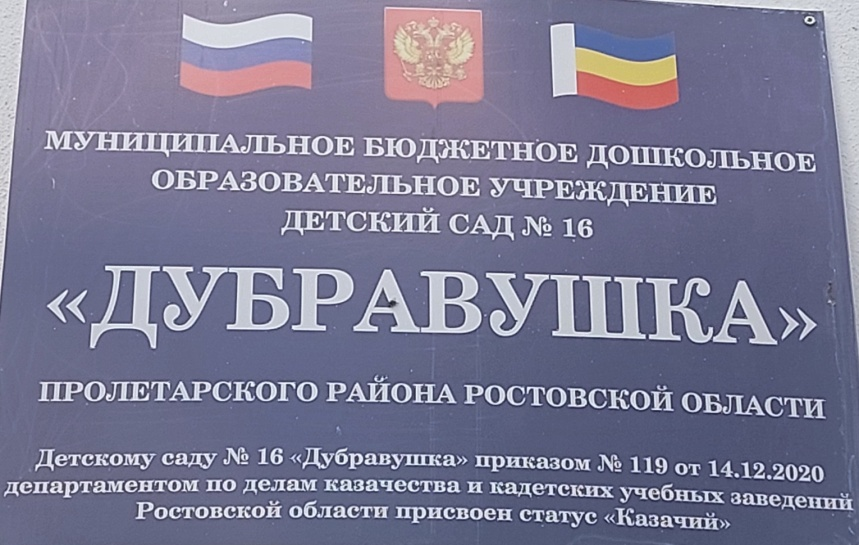 МУНИЦИПАЛЬНОЕ БЮДЖЕТНОЕ ДОШКОЛЬНОЕ
ОБРАЗОВАТЕЛЬНОЕ УЧРЕЖДЕНИЕ
ДЕТСКИЙ САД № 16
«ДУБРАВУШКА»
ПРОЛЕТАРСКОГО РАЙОНА РОСТОВСКОЙ ОБЛАСТИ
Детскому саду № 16 «Дубравушка» приказом № 119 от 14.12.2020
департаментом по делам казачества и кадетских учебных заведений
Ростовской области присвоен статус «Казачий»